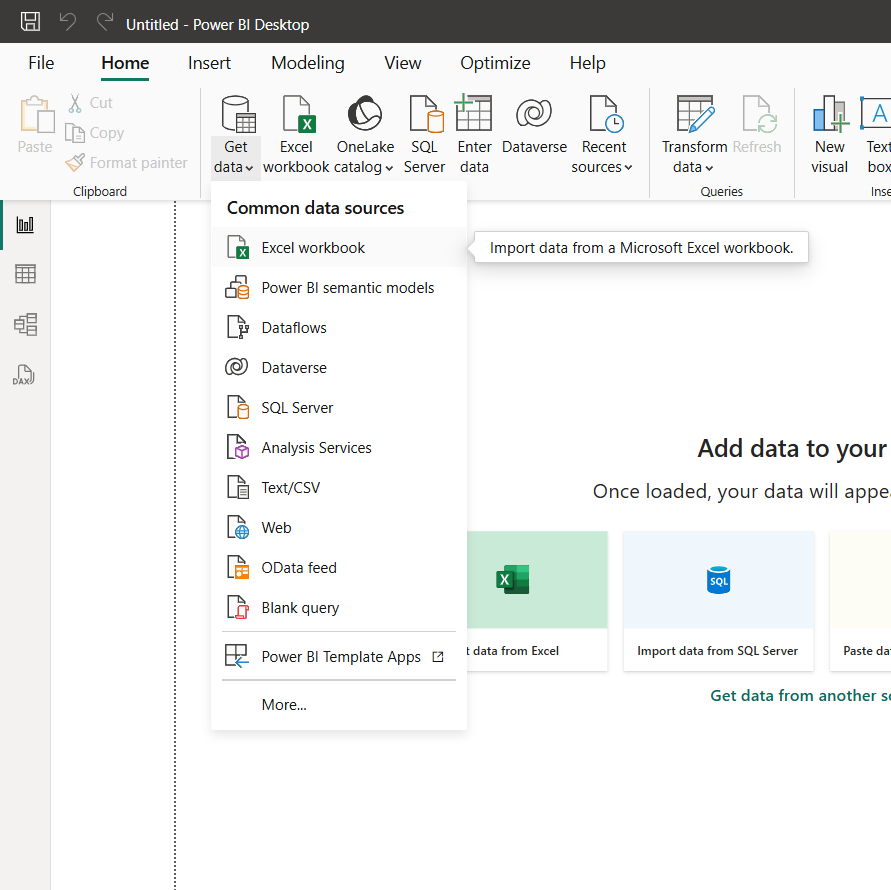 Untitled - Power BI Desktop
File Home Insert Modeling View Optimize Help
Paste
Cut
Copy
Format painter
Clipboard
Get data
Excel workbook
OneLake catalog
SQL Server
Enter data
Dataverse
Recent sources
Transform data
Refresh
Queries
New visual
Text box
Inse
Common data sources
Excel workbook
Import data from a Microsoft Excel workbook.
Power BI semantic models
Dataflows
Dataverse
SQL Server
Analysis Services
Text/CSV
Web
OData feed
Blank query
Power BI Template Apps
More...
DAX
Add data to your
Once loaded, your data will appea
X
SQL
t data from Excel
Import data from SQL Server
Paste dat
Get data from another so